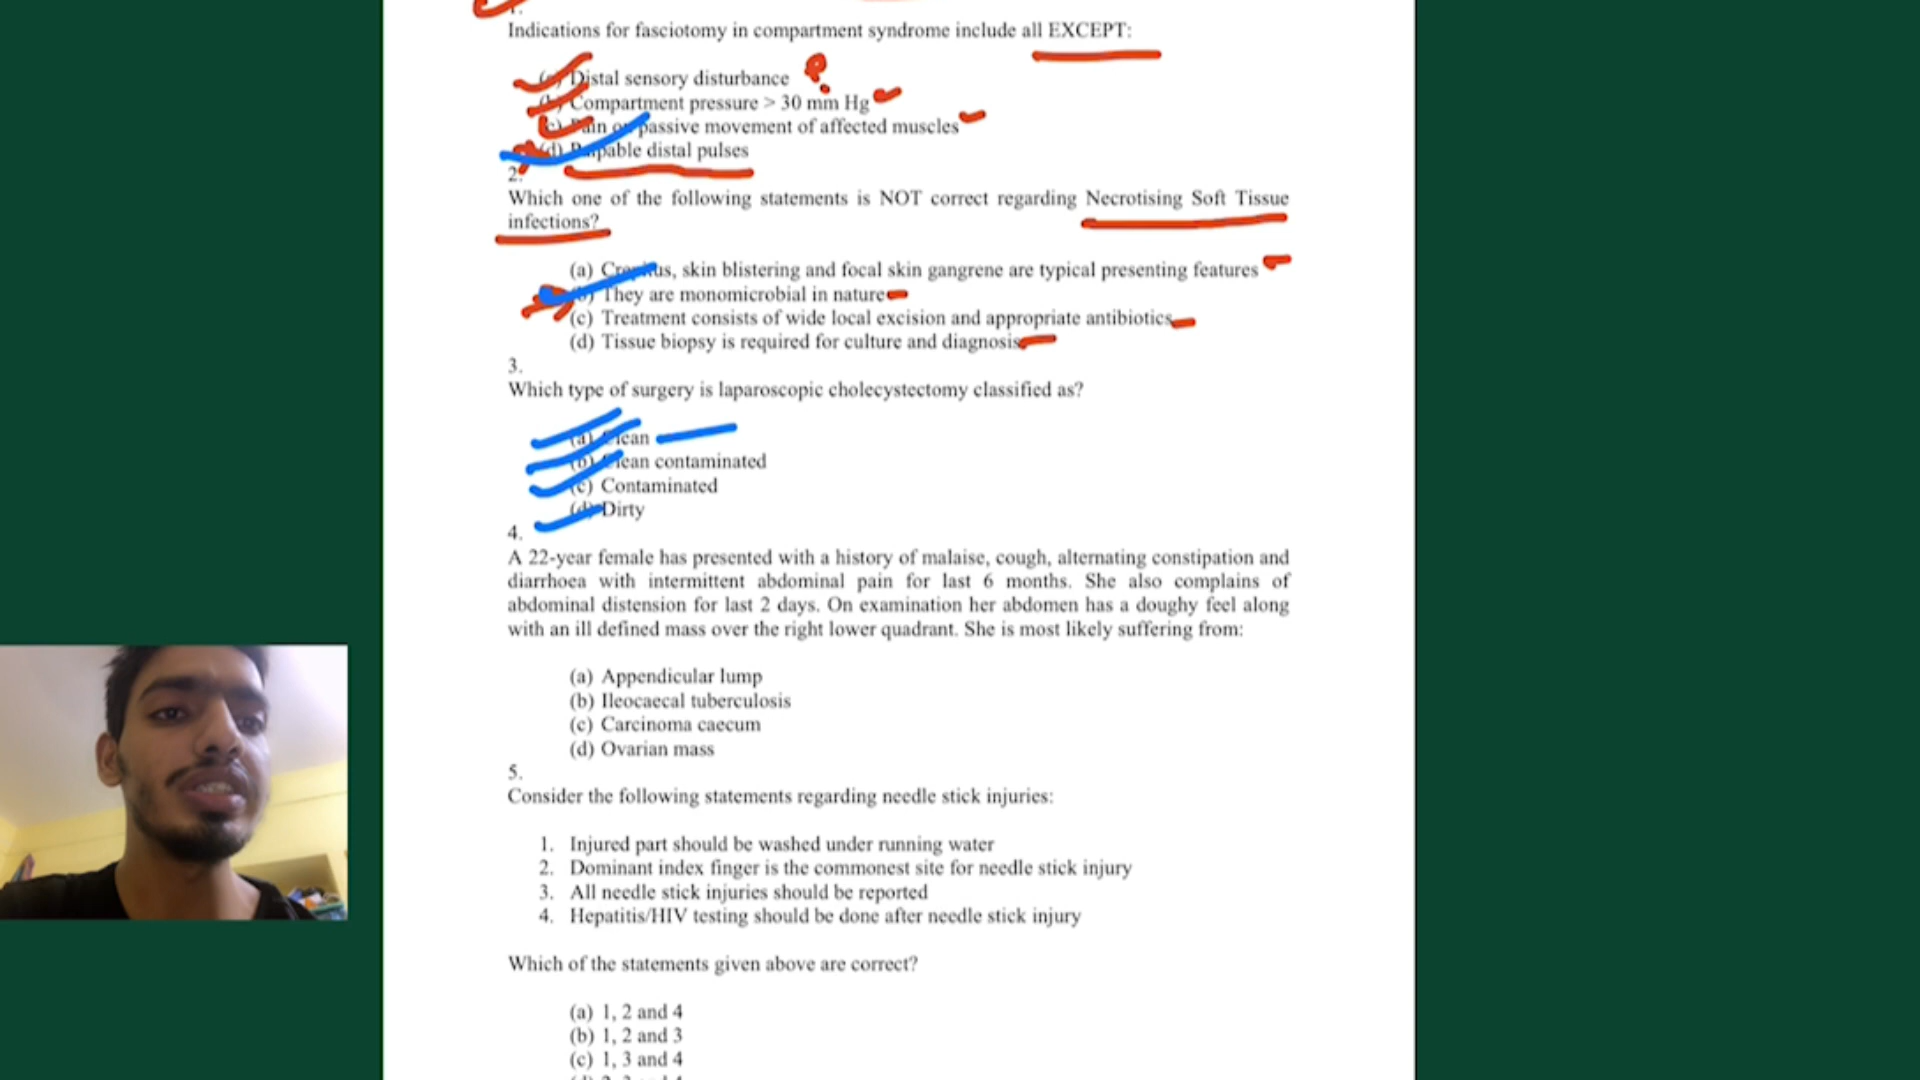 1.
Indications for fasciotomy in compartment syndrome include all EXCEPT:
(a) Distal sensory disturbance ?
(b) Compartment pressure > 30 mm Hg
(c) Pain on passive movement of affected muscles
(d) Palpable distal pulses
2.
Which one of the following statements is NOT correct regarding Necrotising Soft Tissue
infections?
(a) Crepitus, skin blistering and focal skin gangrene are typical presenting features
(b) They are monomicrobial in nature
(c) Treatment consists of wide local excision and appropriate antibiotics
(d) Tissue biopsy is required for culture and diagnosis
3.
Which type of surgery is laparoscopic cholecystectomy classified as?
(a) Clean
(b) Clean contaminated
(c) Contaminated
(d) Dirty
4.
A 22-year female has presented with a history of malaise, cough, alternating constipation and
diarrhoea with intermittent abdominal pain for last 6 months. She also complains of
abdominal distension for last 2 days. On examination her abdomen has a doughy feel along
with an ill defined mass over the right lower quadrant. She is most likely suffering from:
(a) Appendicular lump
(b) Ileocaecal tuberculosis
(c) Carcinoma caecum
(d) Ovarian mass
5.
Consider the following statements regarding needle stick injuries:
1. Injured part should be washed under running water
2. Dominant index finger is the commonest site for needle stick injury
3. All needle stick injuries should be reported
4. Hepatitis/HIV testing should be done after needle stick injury
Which of the statements given above are correct?
(a) 1, 2 and 4
(b) 1, 2 and 3
(c) 1, 3 and 4